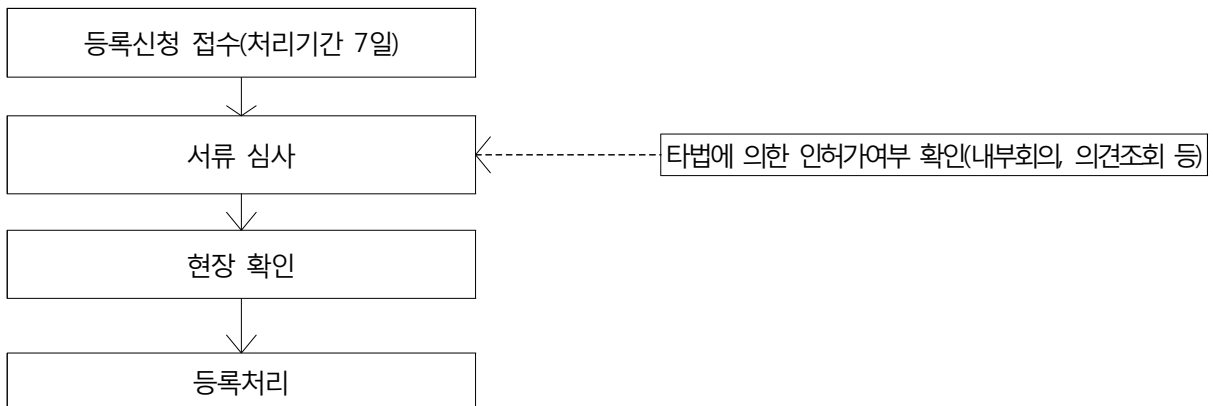 등록신청 접수(처리기간 7일)
서류 심사
타법에 의한 인허가여부 확인(내부회의, 의견조회 등)
현장 확인
등록처리